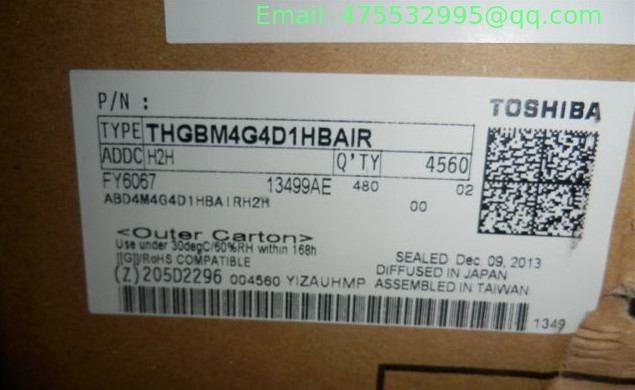 Email: 475532995@qq.com
P/N :
TOSHIBA
TYPE THGBM4G4D1HBAIR
ADDC H2H Q'TY 4560
FY6067 13499AE 480 02
ABD4M4G4D1HBAIRH2H 00
<Outer Carton>
Use under 30degC/60%RH within 168h
[[G]]/RoHS COMPATIBLE
SEALED Dec. 09, 2013
DIFFUSED IN JAPAN
(Z)205D2296 004560 YIZAUHMP ASSEMBLED IN TAIWAN
1349